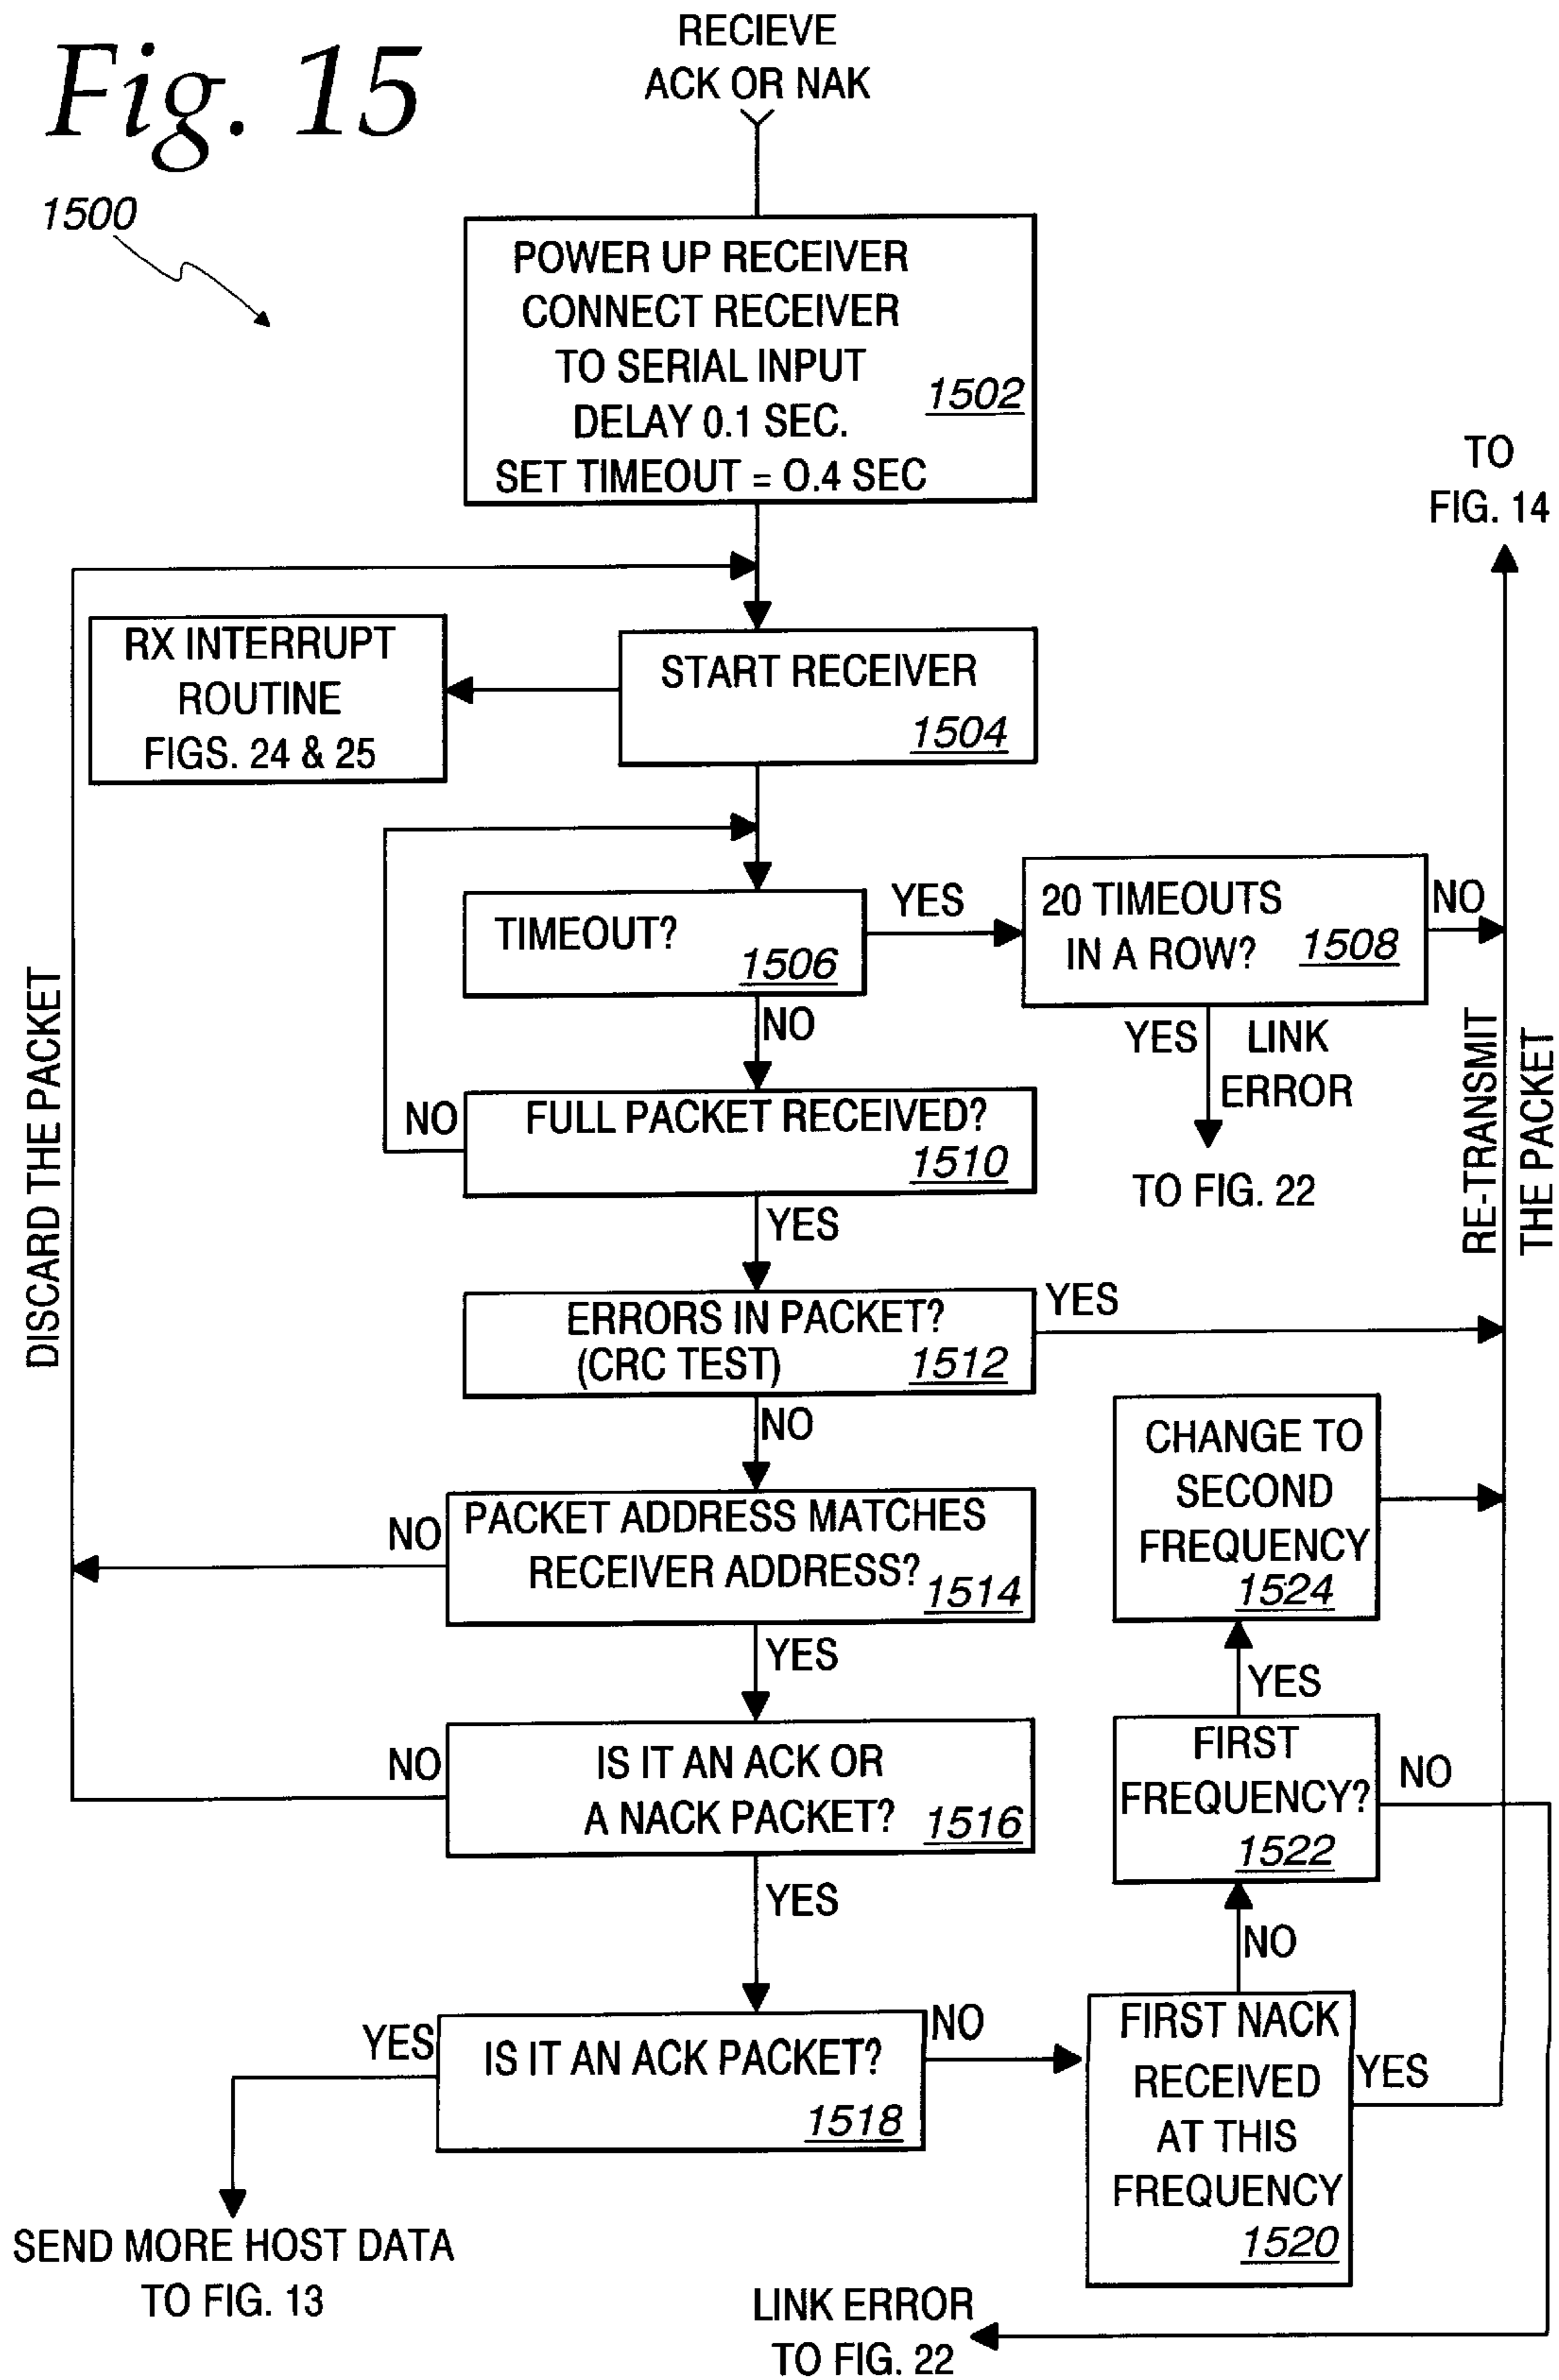 Fig. 15
1500
RECIEVE
ACK OR NAK
POWER UP RECEIVER
CONNECT RECEIVER
TO SERIAL INPUT
DELAY 0.1 SEC.
SET TIMEOUT = 0.4 SEC
1502
TO
FIG. 14
RX INTERRUPT
ROUTINE
FIGS. 24 & 25
START RECEIVER
1504
TIMEOUT?
1506
YES
20 TIMEOUTS
IN A ROW?
1508
NO
NO
YES
LINK
ERROR
TO FIG. 22
DISCARD THE PACKET
RE-TRANSMIT
THE PACKET
NO
FULL PACKET RECEIVED?
1510
YES
ERRORS IN PACKET?
(CRC TEST)
1512
YES
NO
CHANGE TO
SECOND
FREQUENCY
1524
NO
PACKET ADDRESS MATCHES
RECEIVER ADDRESS?
1514
YES
YES
NO
IS IT AN ACK OR
A NACK PACKET?
1516
FIRST
FREQUENCY?
1522
NO
YES
NO
YES
IS IT AN ACK PACKET?
1518
NO
FIRST NACK
RECEIVED
AT THIS
FREQUENCY
1520
YES
SEND MORE HOST DATA
TO FIG. 13
LINK ERROR
TO FIG. 22